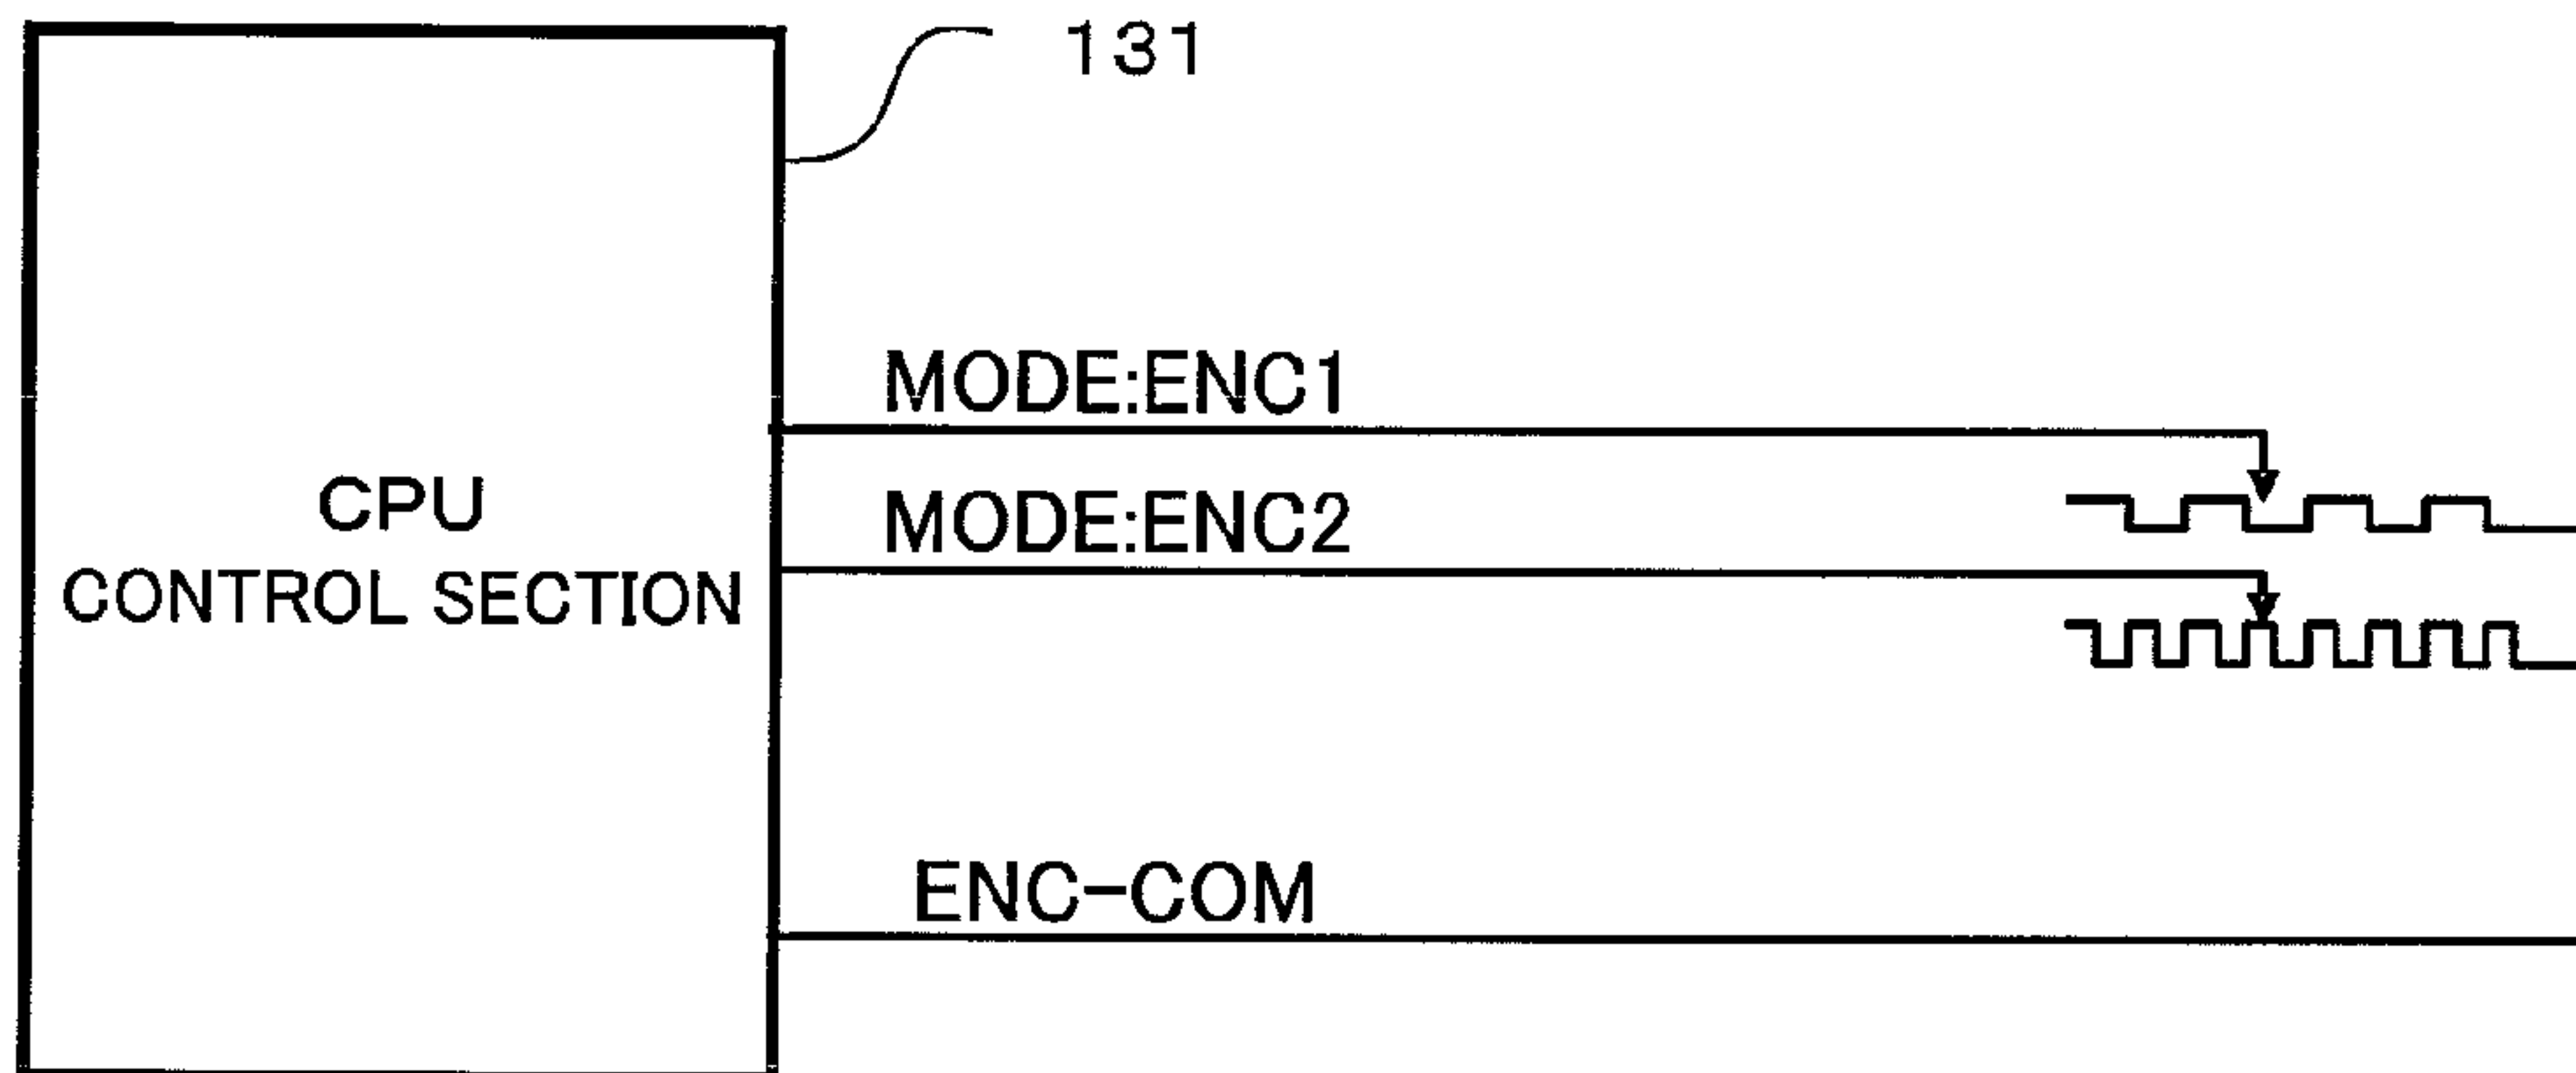 131
MODE:ENC1
CPU
MODE:ENC2
CONTROL SECTION
ENC-COM